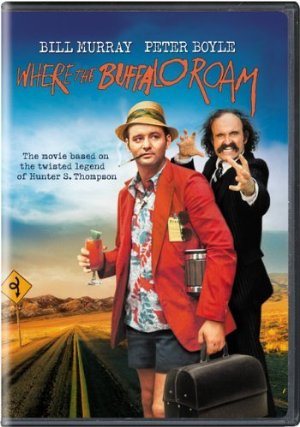 BILL MURRAY PETER BOYLE
WHERE THE BUFFALO ROAM
The movie based on
the twisted legend
of Hunter S. Thompson